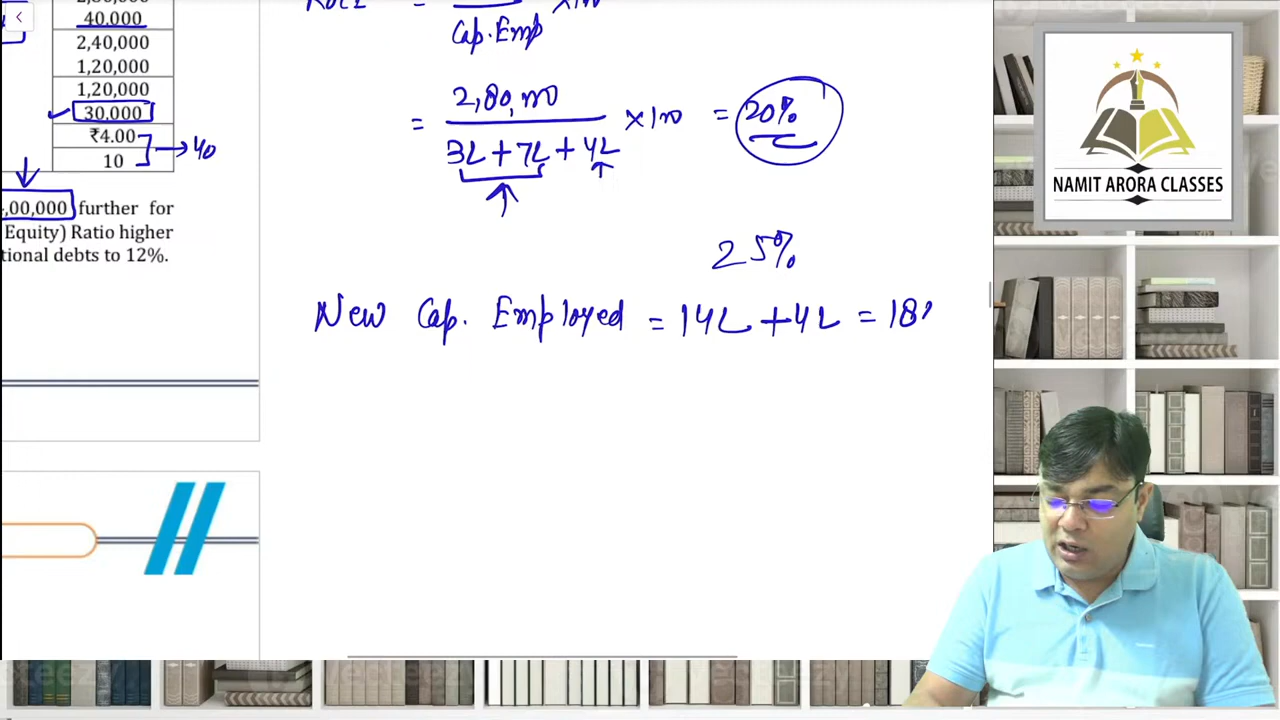 40,000
2,40,000
1,20,000
1,20,000
30,000
₹4.00
10
→ 40
,00,000 further for
Equity) Ratio higher
tional debts to 12%.
Cap. Emp
= 2,80,000 / 3L + 7L + 4L × 100 = 20%
25%
New Cap. Employed = 14L + 4L = 18
NAMIT ARORA CLASSES